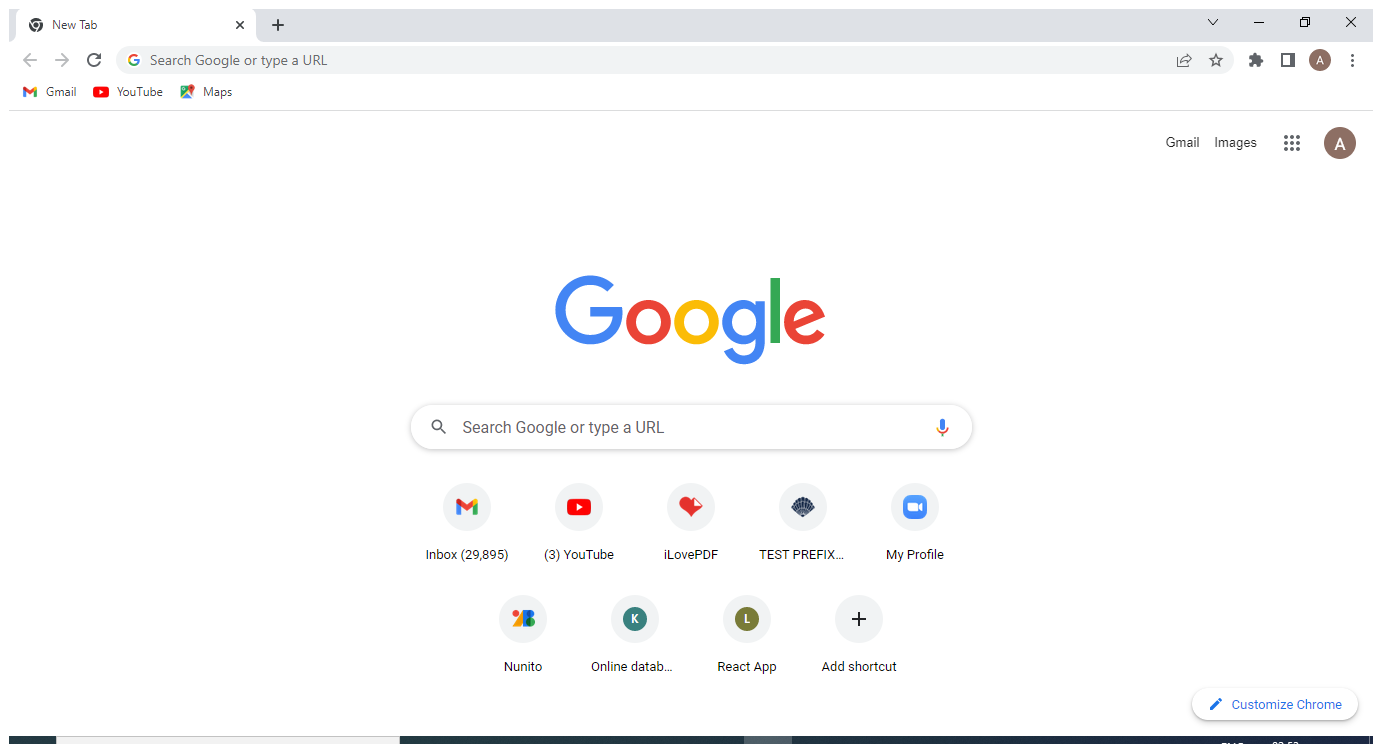 New Tab
Search Google or type a URL
A
Gmail YouTube Maps
Gmail Images
A
Google
Search Google or type a URL
Inbox (29,895) (3) YouTube iLovePDF TEST PREFIX... My Profile
K L
Nunito Online datab... React App Add shortcut
Customize Chrome